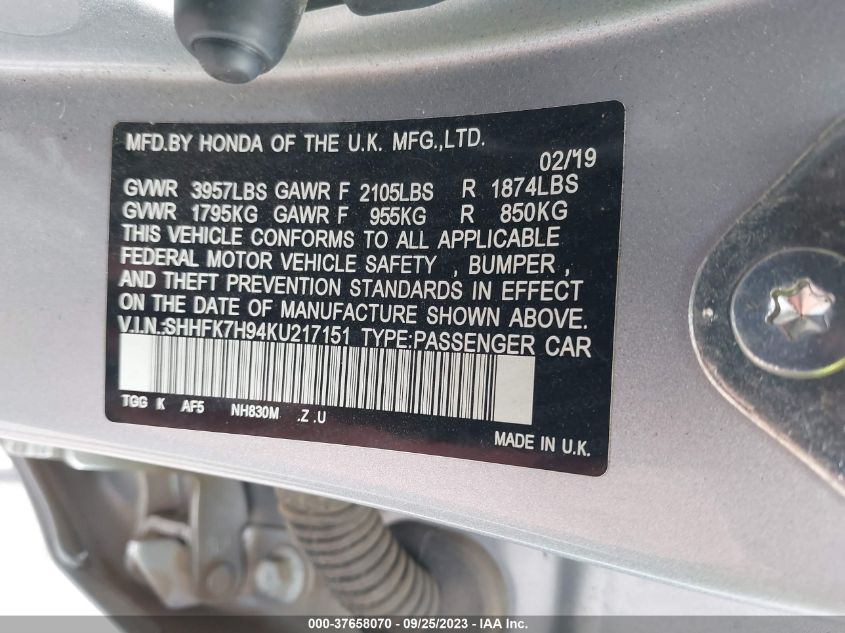 MFD.BY HONDA OF THE U.K. MFG.,LTD.
02/19
GVWR 3957LBS GAWR F 2105LBS R 1874LBS
GVWR 1795KG GAWR F 955KG R 850KG
THIS VEHICLE CONFORMS TO ALL APPLICABLE
FEDERAL MOTOR VEHICLE SAFETY , BUMPER ,
AND THEFT PREVENTION STANDARDS IN EFFECT
ON THE DATE OF MANUFACTURE SHOWN ABOVE.
V.I.N.:SHHFK7H94KU217151 TYPE:PASSENGER CAR
TGG K AF5 NH830M .Z .U
MADE IN U.K.
000-37658070 / 09/25/2023 - IAA Inc.